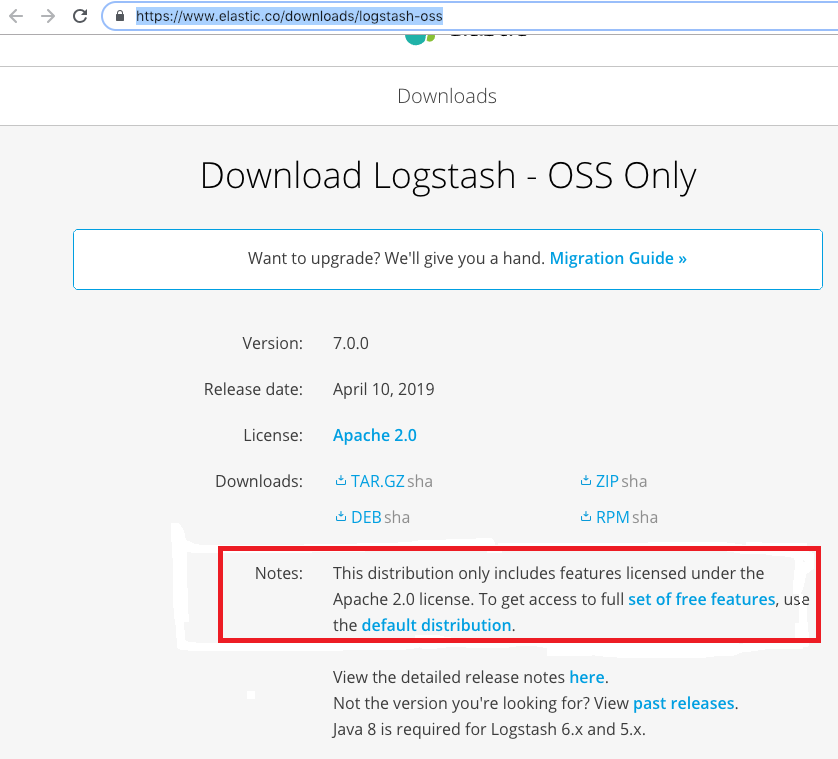 https://www.elastic.co/downloads/logstash-oss
Downloads
Download Logstash - OSS Only
Want to upgrade? We'll give you a hand. Migration Guide »
Version: 7.0.0
Release date: April 10, 2019
License: Apache 2.0
Downloads: TAR.GZ sha ZIP sha
DEB sha RPM sha
Notes: This distribution only includes features licensed under the
Apache 2.0 license. To get access to full set of free features, use
the default distribution.
View the detailed release notes here.
Not the version you're looking for? View past releases.
Java 8 is required for Logstash 6.x and 5.x.